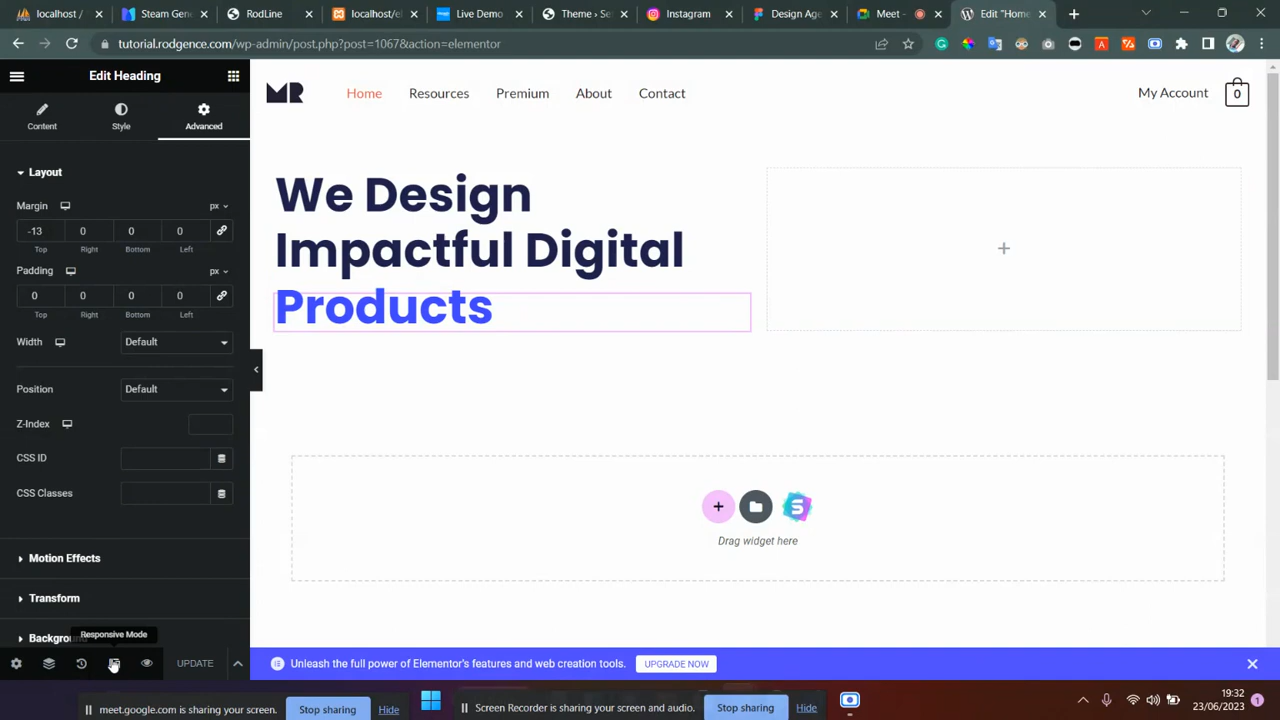 localhost/
Steam Gene
RodLine
localhost/e
Live Demo
Theme › Se
Instagram
Design Age
Meet -
Edit "Home
tutorial.rodgence.com/wp-admin/post.php?post=1067&action=elementor
Edit Heading
Content
Style
Advanced
Layout
Margin
px
-13
0
0
0
Top
Right
Bottom
Left
Padding
px
0
0
0
0
Top
Right
Bottom
Left
Width
Default
Position
Default
Z-Index
CSS ID
CSS Classes
Motion Effects
Transform
Backgroun
Responsive Mode
UPDATE
MR
Home
Resources
Premium
About
Contact
My Account
0
We Design
Impactful Digital
Products
Drag widget here
Unleash the full power of Elementor's features and web creation tools.
UPGRADE NOW
meet.google.com is sharing your screen.
Stop sharing
Hide
Screen Recorder is sharing your screen and audio.
Stop sharing
Hide
19:32
23/06/2023
1